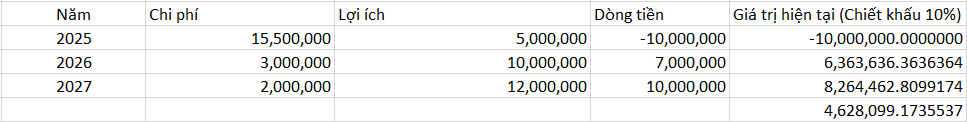 Năm Chi phí Lợi ích Dòng tiền Giá trị hiện tại (Chiết khấu 10%)
2025 15,500,000 5,000,000 -10,000,000 -10,000,000.0000000
2026 3,000,000 10,000,000 7,000,000 6,363,636.3636364
2027 2,000,000 12,000,000 10,000,000 8,264,462.8099174
4,628,099.1735537